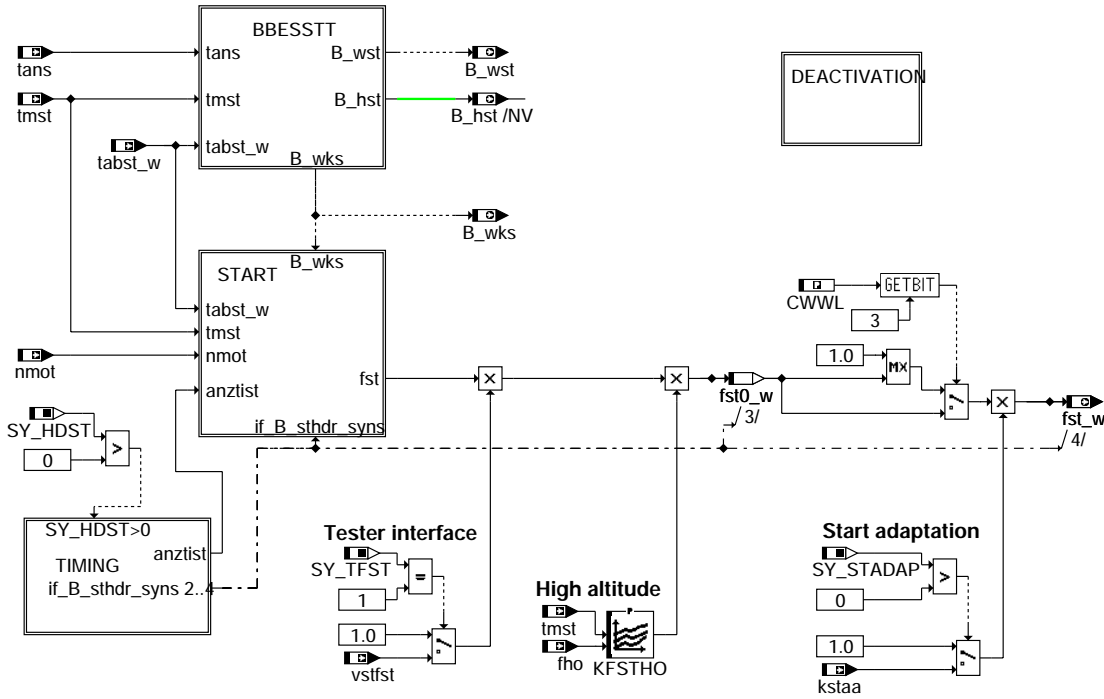 BBESSTT
tans
B_wst
tans
B_wst
DEACTIVATION
tmst
B_hst
tmst
B_hst /NV
tabst_w
tabst_w
B_wks
B_wks
B_wks
START
tabst_w
GETBIT
CWWL
tmst
3
nmot
nmot
1.0
MX
anztist
fst
fst0_w
fst_w
SY_HDST
if_B_sthdr_syns
3/
4/
0
>
SY_HDST>0
anztist
TIMING
if_B_sthdr_syns 2..4
Tester interface
SY_TFST
=
1
1.0
vstfst
High altitude
tmst
fho
KFSTHO
Start adaptation
SY_STADAP
>
0
1.0
kstaa